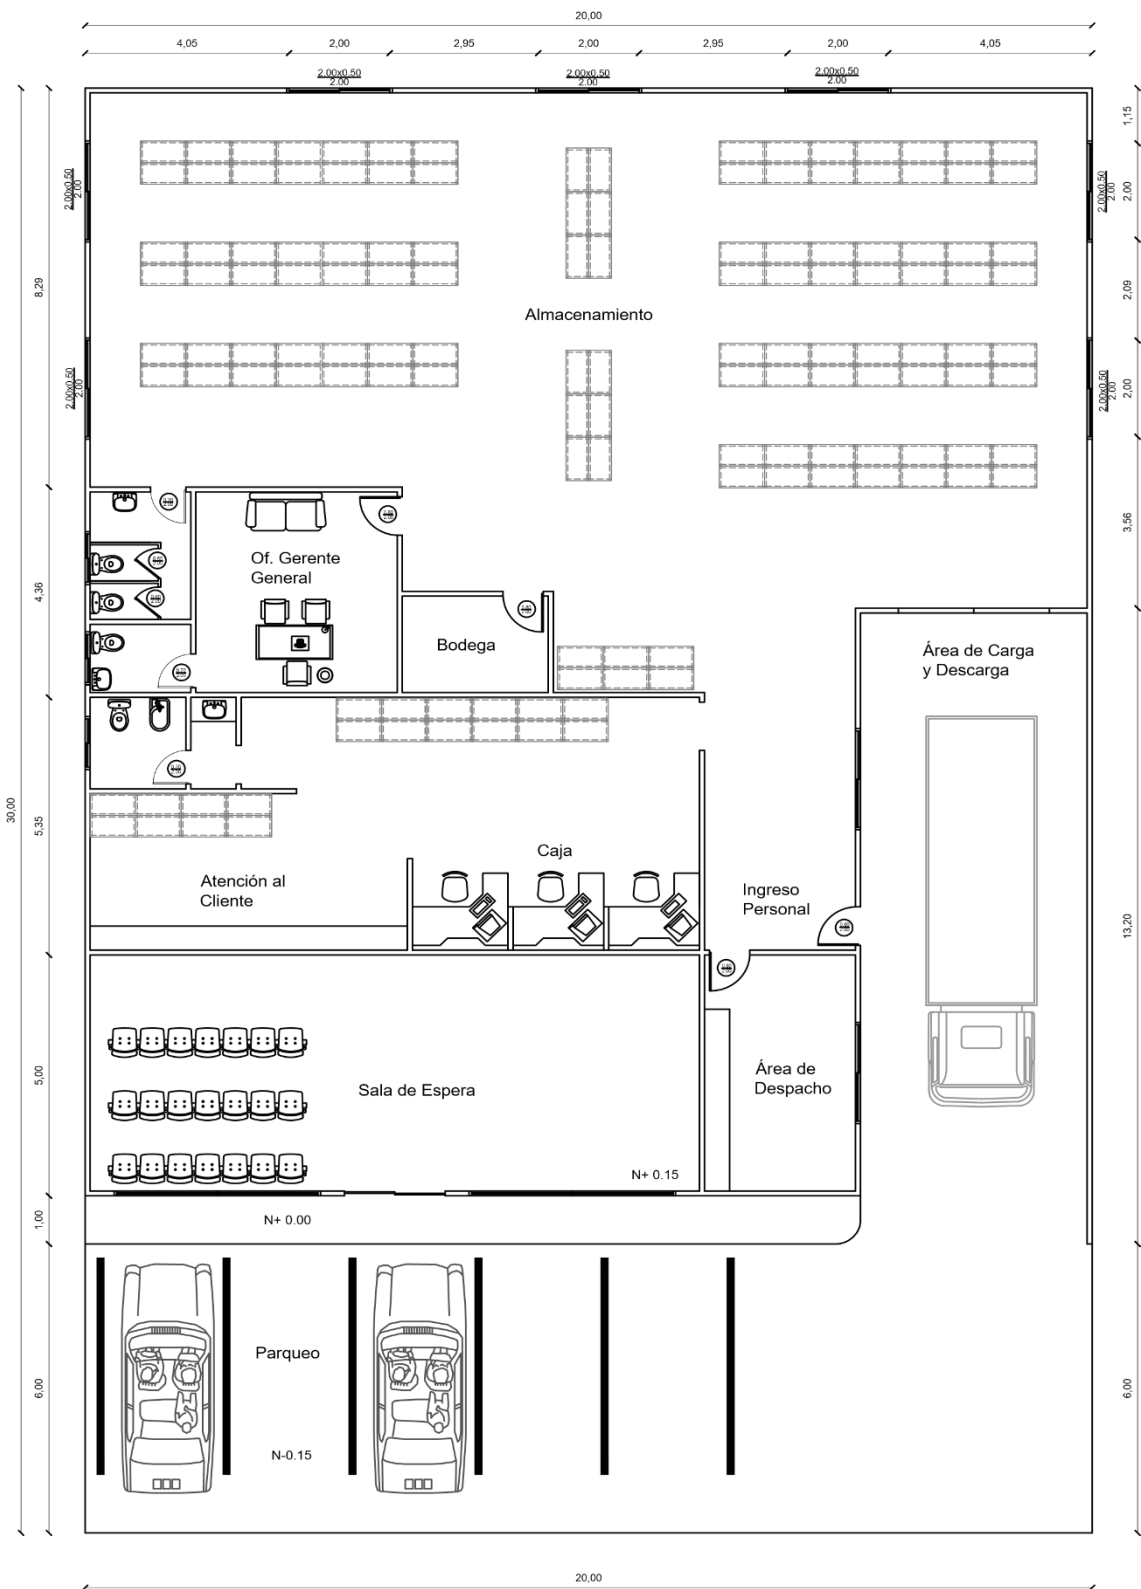 20,00
4,05
2,00
2,95
2,00
2,95
2,00
4,05
2.00x0.50
2.00
2.00x0.50
2.00
2.00x0.50
2.00
1,15
2.00x0.50
2.00
2.00x0.50
2.00
2,00
8,29
2,09
Almacenamiento
2.00x0.50
2.00
2.00x0.50
2.00
2,00
3,56
Of. Gerente
General
4,36
Bodega
Área de Carga
y Descarga
30,00
5,35
Caja
Atención al
Cliente
Ingreso
Personal
13,20
5,00
Sala de Espera
Área de
Despacho
N+ 0.15
1,00
N+ 0.00
Parqueo
6,00
6,00
N-0.15
20,00